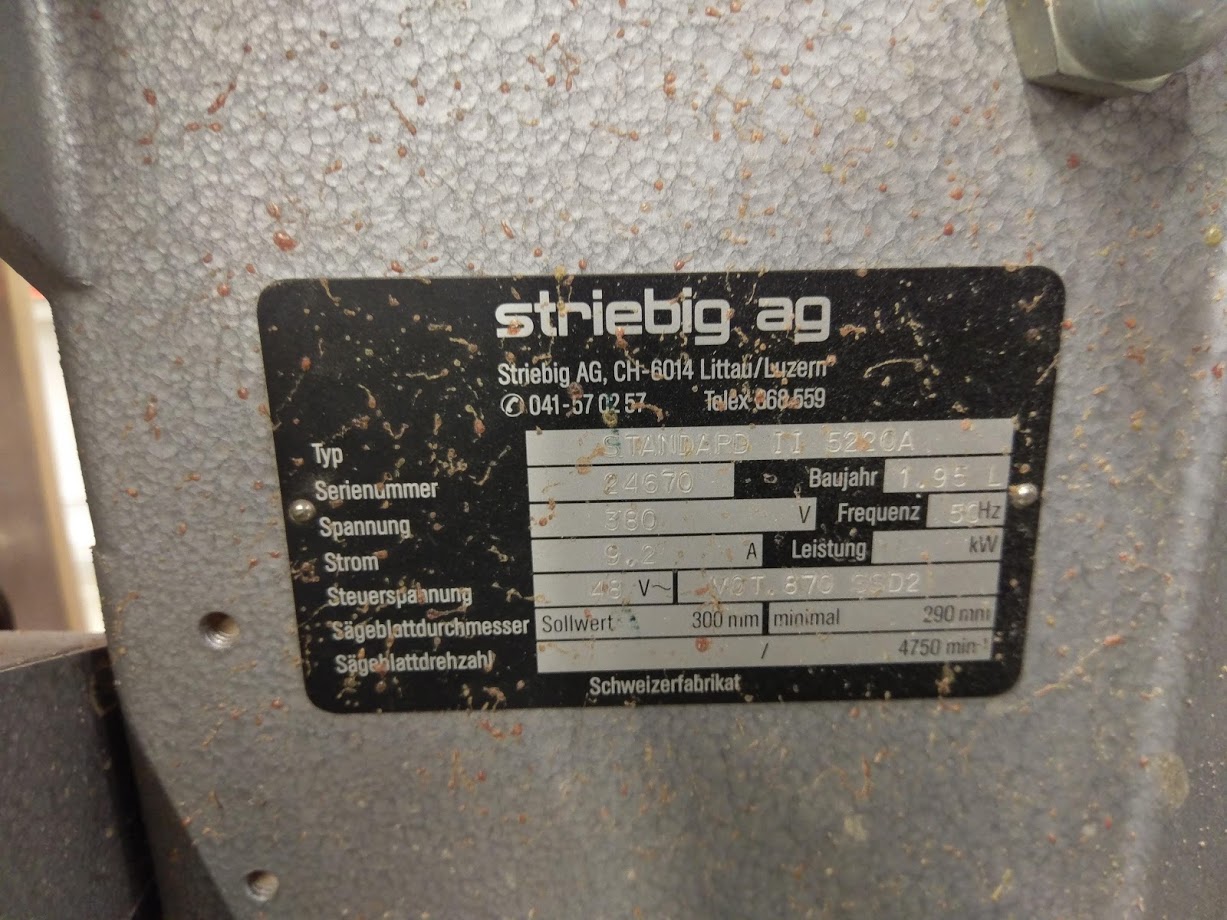 striebig ag
Striebig AG, CH-6014 Littau/Luzern
✆ 041-57 02 57 Telex 868 559
Typ STANDARD II 5220A
Serienummer 24670 Baujahr 1.95 L
Spannung 380 V Frequenz 50 Hz
Strom 9.2 A Leistung kW
Steuerspannung 48 V~
Sägeblattdurchmesser Sollwert 300 mm minimal 290 mm
Sägeblattdrehzahl / 4750 min⁻¹
Schweizerfabrikat